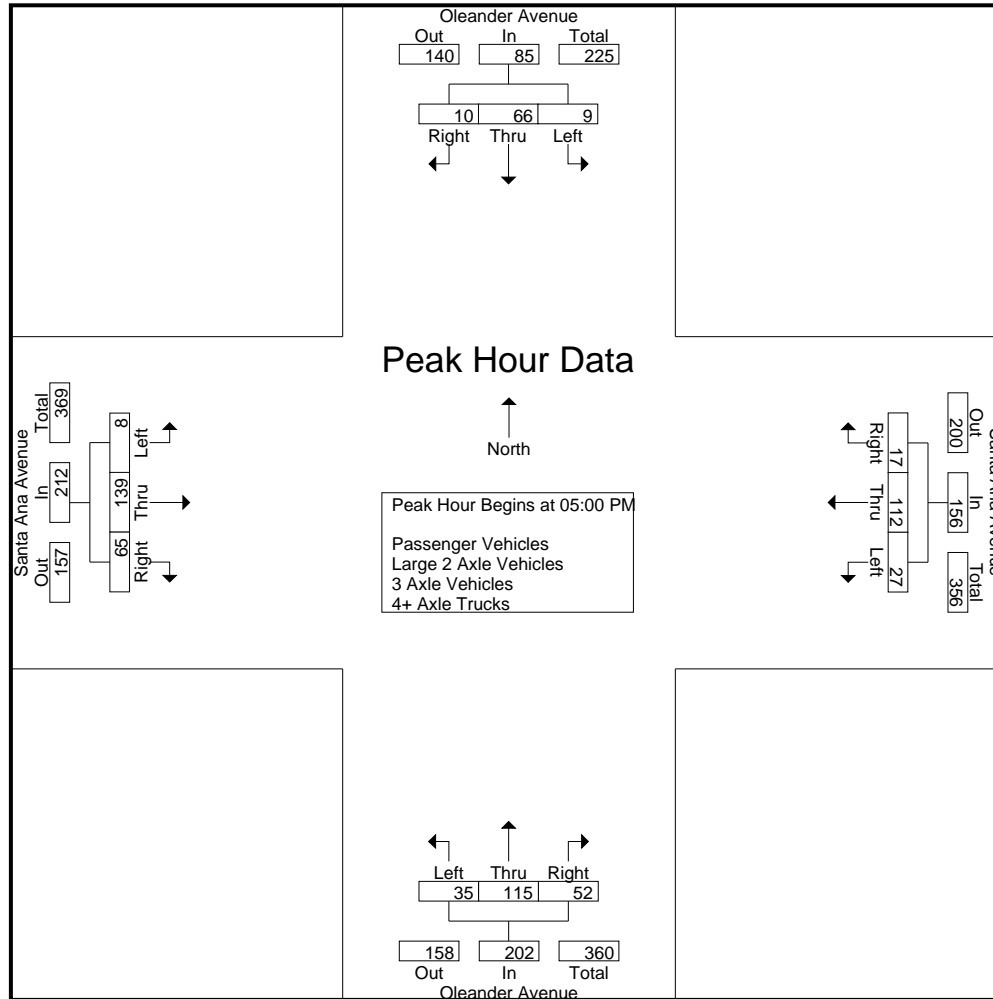 Oleander Avenue
Out In Total
140 85 225
10 66 9
Right Thru Left
Peak Hour Data
North
Peak Hour Begins at 05:00 PM
Passenger Vehicles
Large 2 Axle Vehicles
3 Axle Vehicles
4+ Axle Trucks
Santa Ana Avenue
Out In Total
157 212 369
65 139 8
Right Thru Left
Out In Total
200 156 356
17 112 27
Right Thru Left
Left Thru Right
35 115 52
158 202 360
Out In Total
Oleander Avenue